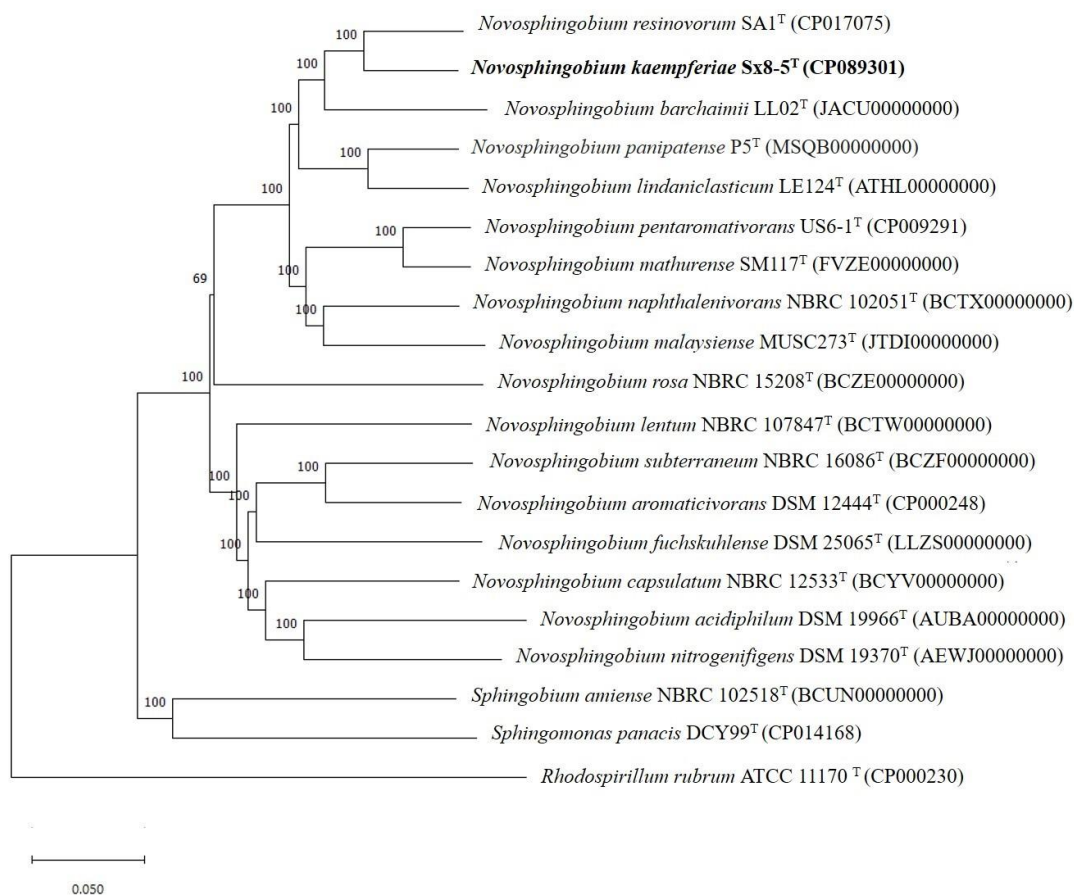 Novosphingobium resinovorum SA1ᵀ (CP017075)
100
Novosphingobium kaempferiae Sx8-5ᵀ (CP089301)
100
Novosphingobium barchaimii LL02ᵀ (JACU00000000)
100
Novosphingobium panipatense P5ᵀ (MSQB00000000)
100
Novosphingobium lindaniclasticum LE124ᵀ (ATHL00000000)
100
Novosphingobium pentaromativorans US6-1ᵀ (CP009291)
100
Novosphingobium mathurense SM117ᵀ (FVZE00000000)
69
100
Novosphingobium naphthalenivorans NBRC 102051ᵀ (BCTX00000000)
100
Novosphingobium malaysiense MUSC273ᵀ (JTDI00000000)
100
Novosphingobium rosa NBRC 15208ᵀ (BCZE00000000)
Novosphingobium lentum NBRC 107847ᵀ (BCTW00000000)
100
Novosphingobium subterraneum NBRC 16086ᵀ (BCZF00000000)
100
100
Novosphingobium aromaticivorans DSM 12444ᵀ (CP000248)
100
Novosphingobium fuchskuhlense DSM 25065ᵀ (LLZS00000000)
100
Novosphingobium capsulatum NBRC 12533ᵀ (BCYV00000000)
100
Novosphingobium acidiphilum DSM 19966ᵀ (AUBA00000000)
Novosphingobium nitrogenifigens DSM 19370ᵀ (AEWJ00000000)
100
Sphingobium amiense NBRC 102518ᵀ (BCUN00000000)
Sphingomonas panacis DCY99ᵀ (CP014168)
Rhodospirillum rubrum ATCC 11170 ᵀ (CP000230)
0.050